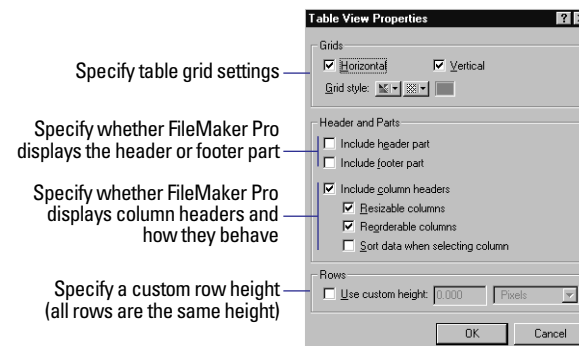 Table View Properties
Grids
Horizontal
Vertical
Grid style:
Specify table grid settings
Header and Parts
Include header part
Include footer part
Specify whether FileMaker Pro
displays the header or footer part
Include column headers
Resizable columns
Reorderable columns
Sort data when selecting column
Specify whether FileMaker Pro
displays column headers and
how they behave
Rows
Use custom height: 0.000 Pixels
Specify a custom row height
(all rows are the same height)
OK
Cancel